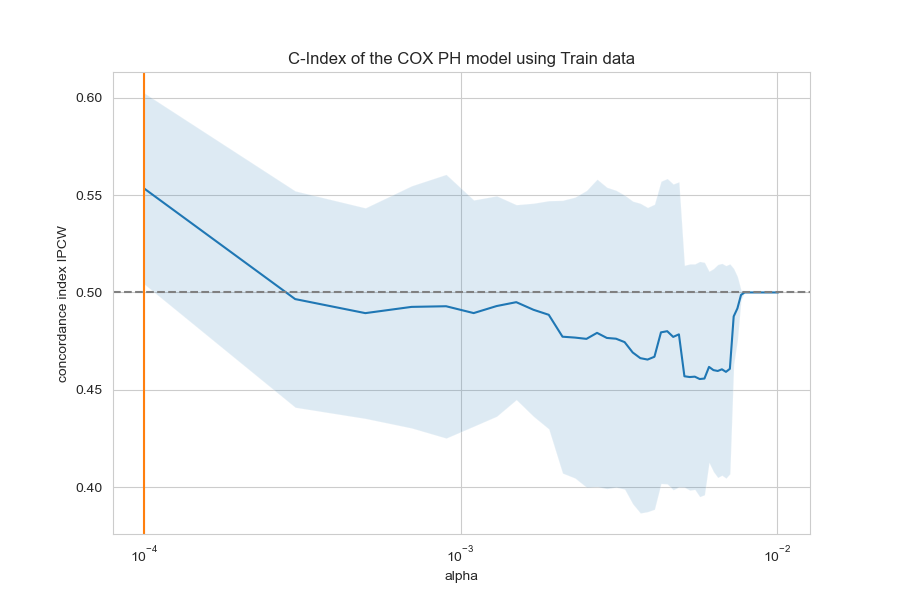 C-Index of the COX PH model using Train data
concordance index IPCW
0.60
0.55
0.50
0.45
0.40
10⁻⁴
10⁻³
10⁻²
alpha